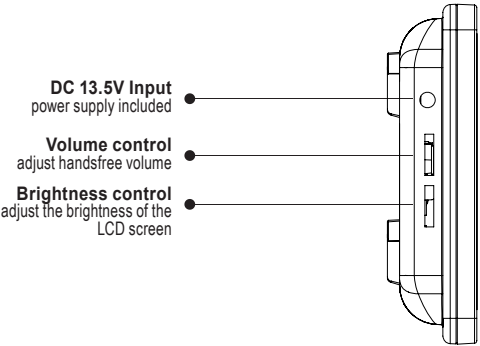 DC 13.5V Input
power supply included
Volume control
adjust handsfree volume
Brightness control
adjust the brightness of the
LCD screen